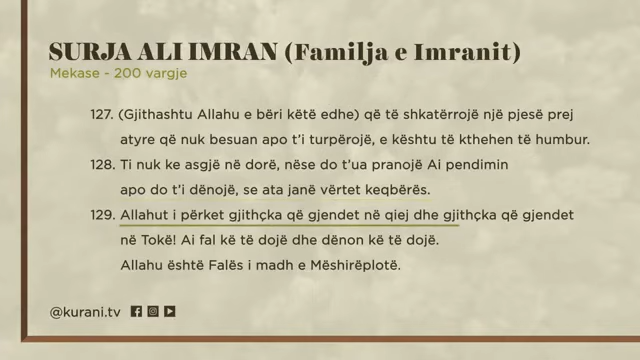 SURJA ALI IMRAN (Familja e Imranit)
Mekase - 200 vargje
127. (Gjithashtu Allahu e bëri këtë edhe) që të shkatërrojë një pjesë prej
atyre që nuk besuan apo t’i turpërojë, e kështu të kthehen të humbur.
128. Ti nuk ke asgjë në dorë, nëse do t’ua pranojë Ai pendimin
apo do t’i dënojë, se ata janë vërtet keqbërës.
129. Allahut i përket gjithçka që gjendet në qiej dhe gjithçka që gjendet
në Tokë! Ai fal kë të dojë dhe dënon kë të dojë.
Allahu është Falës i madh e Mëshirëplotë.
@kurani.tv